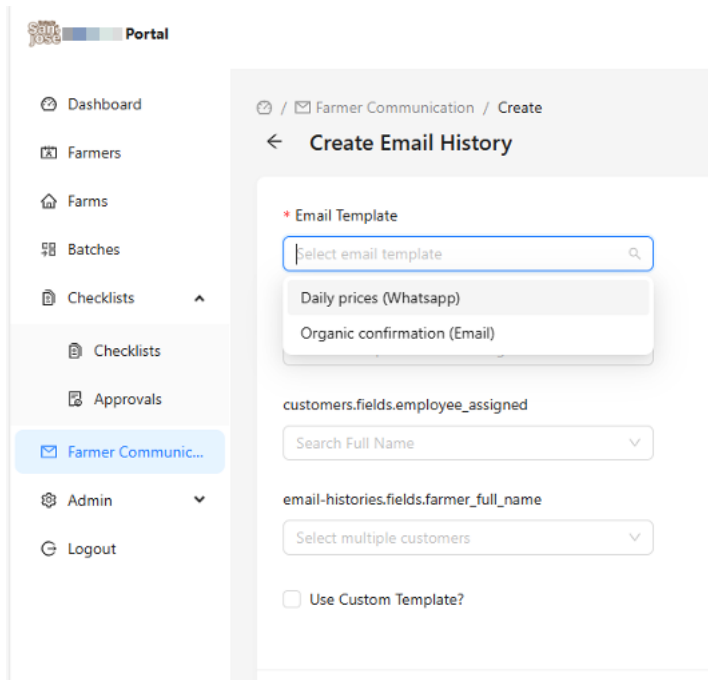 San
José
Portal
Dashboard
Farmers
Farms
Batches
Checklists
Checklists
Approvals
Farmer Communic...
Admin
Logout
/ Farmer Communication / Create
Create Email History
* Email Template
Select email template
Daily prices (Whatsapp)
Organic confirmation (Email)
customers.fields.employee_assigned
Search Full Name
email-histories.fields.farmer_full_name
Select multiple customers
Use Custom Template?